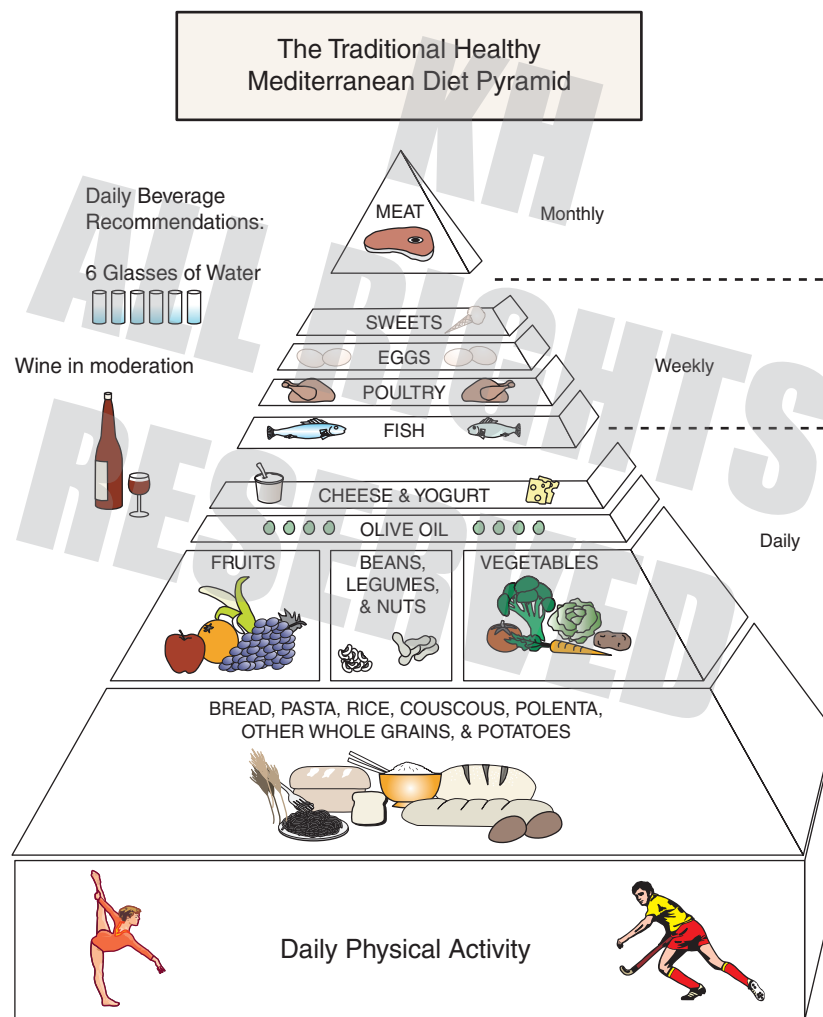 The Traditional Healthy
Mediterranean Diet Pyramid
KH
ALL RIGHTS
RESERVED
Daily Beverage
Recommendations:
6 Glasses of Water
Wine in moderation
MEAT
Monthly
SWEETS
EGGS
Weekly
POULTRY
FISH
CHEESE & YOGURT
OLIVE OIL
Daily
FRUITS
BEANS,
LEGUMES,
& NUTS
VEGETABLES
BREAD, PASTA, RICE, COUSCOUS, POLENTA,
OTHER WHOLE GRAINS, & POTATOES
Daily Physical Activity